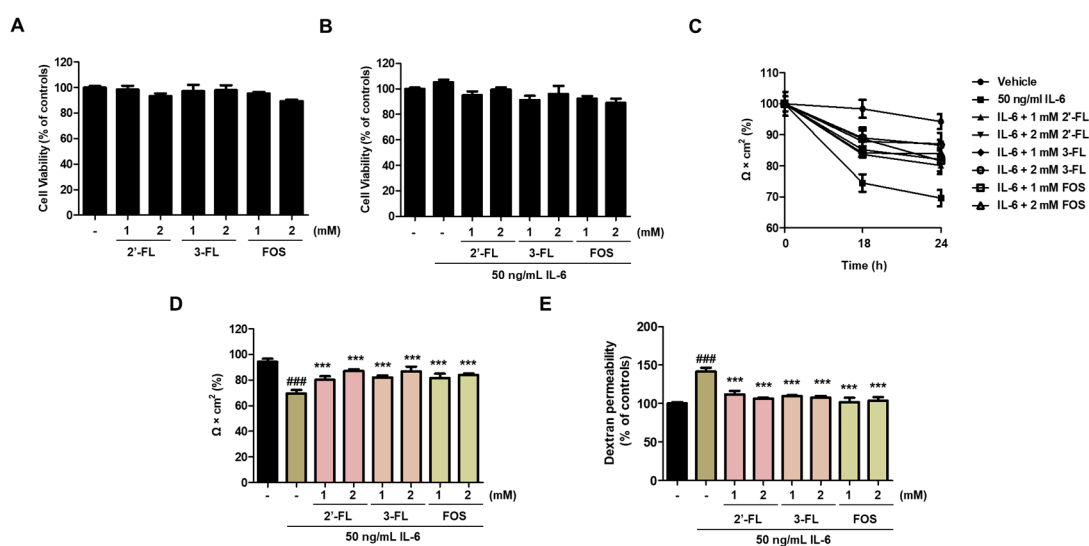 A
Cell Viability (% of controls)
120
100
80
60
40
20
0
- 1 2 1 2 1 2 (mM)
2’-FL 3-FL FOS
B
Cell Viability (% of controls)
120
100
80
60
40
20
0
- - 1 2 1 2 1 2 (mM)
2’-FL 3-FL FOS
50 ng/mL IL-6
C
Ω × cm² (%)
110
100
90
80
70
60
0 18 24
Time (h)
Vehicle
50 ng/ml IL-6
IL-6 + 1 mM 2’-FL
IL-6 + 2 mM 2’-FL
IL-6 + 1 mM 3-FL
IL-6 + 2 mM 3-FL
IL-6 + 1 mM FOS
IL-6 + 2 mM FOS
D
Ω × cm² (%)
120
100
80
60
40
20
0
### *** *** *** *** *** ***
- - 1 2 1 2 1 2 (mM)
2’-FL 3-FL FOS
50 ng/mL IL-6
E
Dextran permeability
(% of controls)
200
150
100
50
0
### *** *** *** *** *** ***
- - 1 2 1 2 1 2 (mM)
2’-FL 3-FL FOS
50 ng/mL IL-6